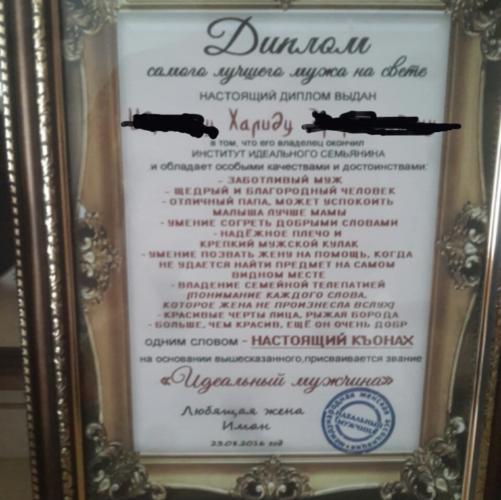 Диплом
самого лучшего мужа на свете
НАСТОЯЩИЙ ДИПЛОМ ВЫДАН
Халиду
в том, что его владелец окончил
ИНСТИТУТ ИДЕАЛЬНОГО СЕМЬЯНИНА
и обладает особыми качествами и достоинствами:
- ЗАБОТЛИВЫЙ МУЖ
- ЩЕДРЫЙ И БЛАГОРОДНЫЙ ЧЕЛОВЕК
- ОТЛИЧНЫЙ ПАПА, МОЖЕТ УСПОКОИТЬ
МАЛЫША ЛУЧШЕ МАМЫ
- УМЕНИЕ СОГРЕТЬ ДОБРЫМИ СЛОВАМИ
- НАДЁЖНОЕ ПЛЕЧО И
КРЕПКИЙ МУЖСКОЙ КУЛАК
- УМЕНИЕ ПОЗВАТЬ ЖЕНУ НА ПОМОЩЬ, КОГДА
НЕ УДАЕТСЯ НАЙТИ ПРЕДМЕТ НА САМОМ
ВИДНОМ МЕСТЕ
- ВЛАДЕНИЕ СЕМЕЙНОЙ ТЕЛЕПАТИЕЙ
(ПОНИМАНИЕ КАЖДОГО СЛОВА,
КОТОРОЕ ЖЕНА НЕ ПРОИЗНЕСЛА ВСЛУХ)
- КРАСИВЫЕ ЧЕРТЫ ЛИЦА, РЫЖАЯ БОРОДА
- БОЛЬШЕ, ЧЕМ КРАСИВ, ЕЩЁ ОН ОЧЕНЬ ДОБР
одним словом - НАСТОЯЩИЙ КЪОНАХ
на основании вышесказанного,присваивается звание
«Идеальный мужчина»
Любящая жена
Иман
23.08.2016 год
МЕЖДУНАРОДНАЯ ЖЕНСКАЯ АССОЦИАЦИЯ
ИДЕАЛЬНЫЙ
МУЖЧИНА